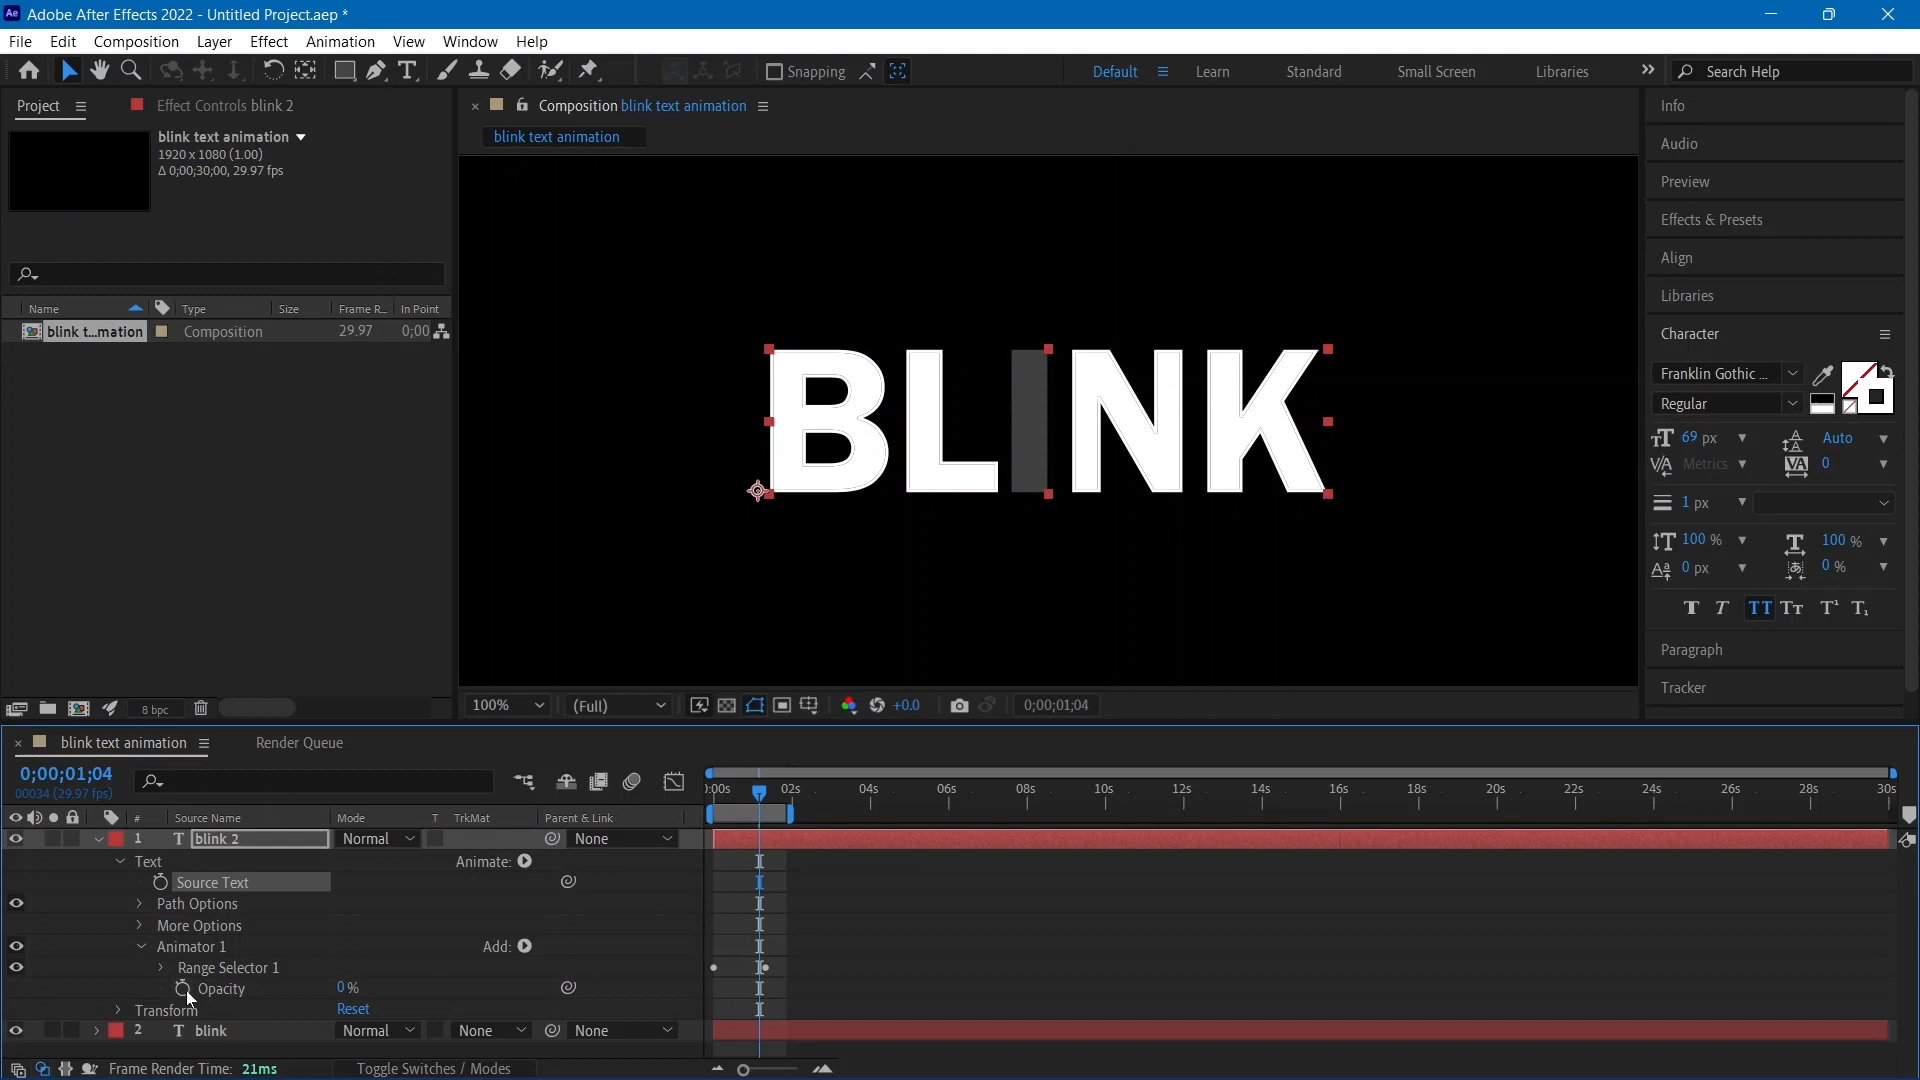 Ae Adobe After Effects 2022 - Untitled Project.aep *
File Edit Composition Layer Effect Animation View Window Help
Snapping Default Learn Standard Small Screen Libraries Search Help
Project Effect Controls blink 2
blink text animation
1920 x 1080 (1.00)
Δ 0;00;30;00, 29.97 fps
Name Type Size Frame R... In Point
blink t...mation Composition 29.97 0;00
8 bpc
Composition blink text animation
blink text animation
BLINK
100% (Full) +0.0 0;00;01;04
Info
Audio
Preview
Effects & Presets
Align
Libraries
Character
Franklin Gothic ...
Regular
69 px Auto
Metrics 0
1 px
100 % 100 %
0 px 0 %
T T TT Tt T¹ T₁
Paragraph
Tracker
blink text animation Render Queue
0;00;01;04
00034 (29.97 fps)
):00s 02s 04s 06s 08s 10s 12s 14s 16s 18s 20s 22s 24s 26s 28s 30s
# Source Name Mode T TrkMat Parent & Link
1 T blink 2 Normal None
Text Animate:
Source Text
Path Options
More Options
Animator 1 Add:
Range Selector 1
Opacity 0 %
Transform Reset
2 T blink Normal None None
Frame Render Time: 21ms Toggle Switches / Modes